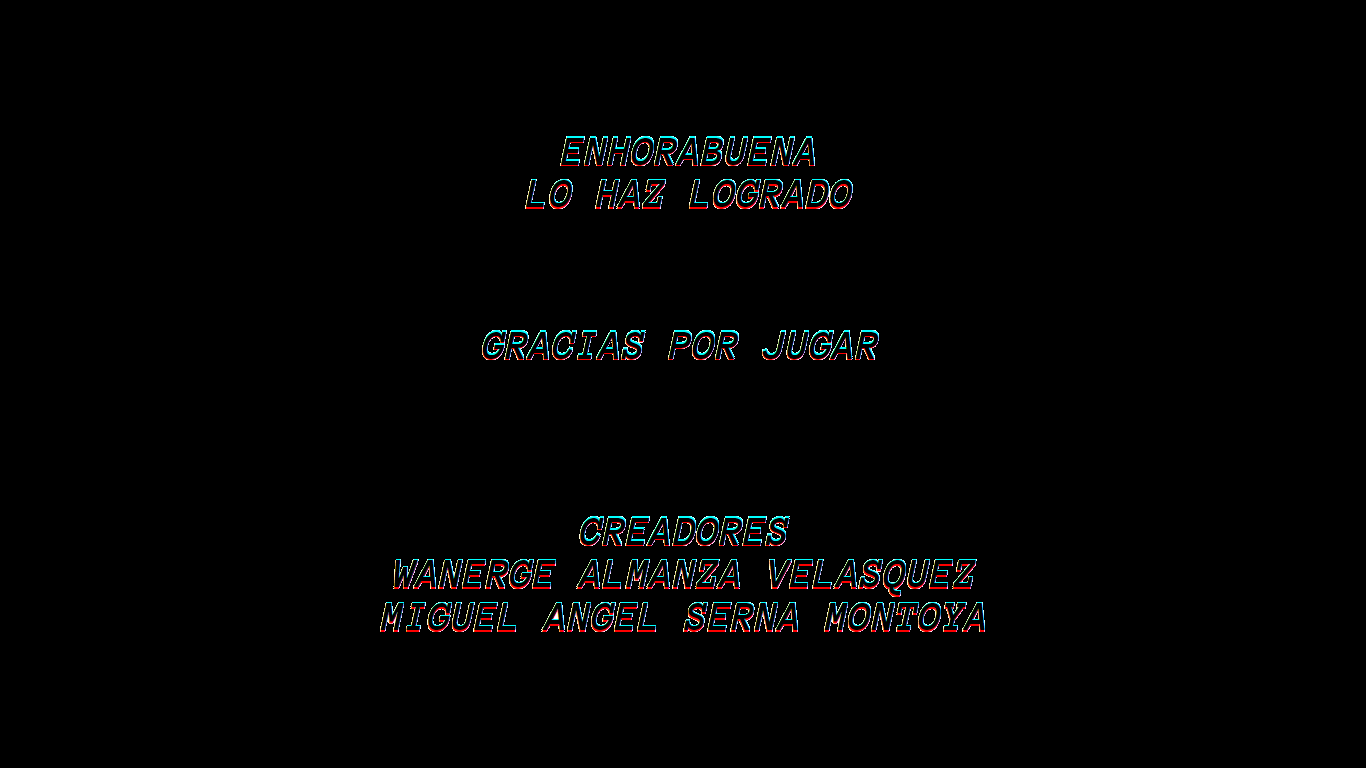 ENHORABUENA
LO HAZ LOGRADO
GRACIAS POR JUGAR
CREADORES
WANERGE ALMANZA VELASQUEZ
MIGUEL ANGEL SERNA MONTOYA